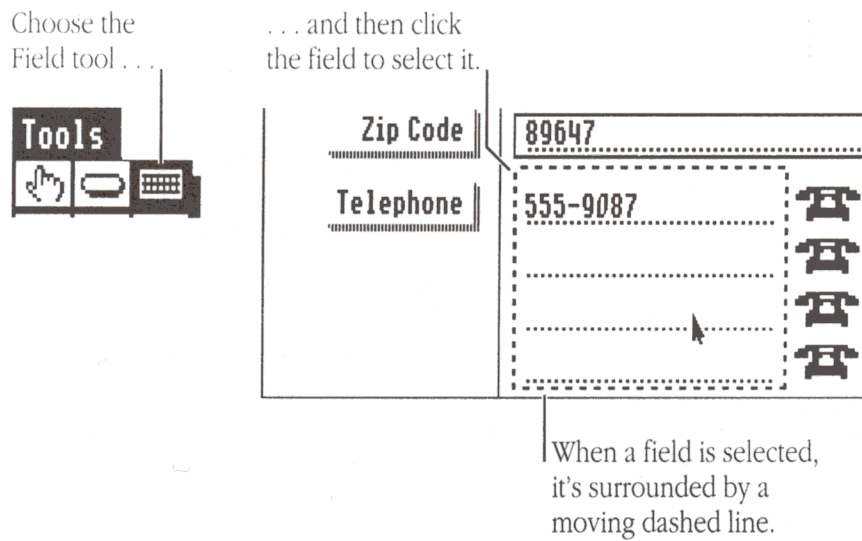 Choose the
Field tool . . .
. . . and then click
the field to select it.
Tools
Zip Code
89647
Telephone
555-9087
When a field is selected,
it's surrounded by a
moving dashed line.